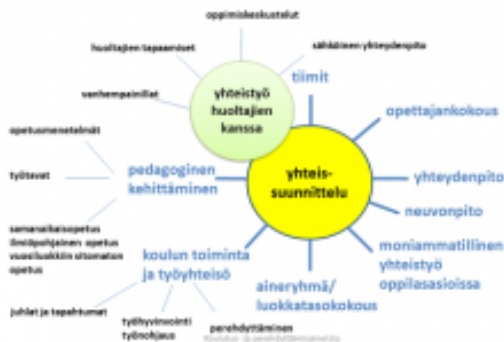 oppimiskeskustelut
huoltajien tapaamiset
sähköinen yhteydenpito
vanhempainillat
yhteistyö
huoltajien
kanssa
tiimit
opettajankokous
opetusmenetelmät
työtavat
pedagoginen
kehittäminen
yhteis-
suunnittelu
yhteydenpito
neuvonpito
samanaikaisopetus
ilmiöpohjainen opetus
vuosiluokkiin sitomaton
opetus
koulun toiminta
ja työyhteisö
moniammatillinen
yhteistyö
oppilasasioissa
aineryhmä/
luokkatasokokous
juhlat ja tapahtumat
työhyvinvointi
työnohjaus
perehdyttäminen